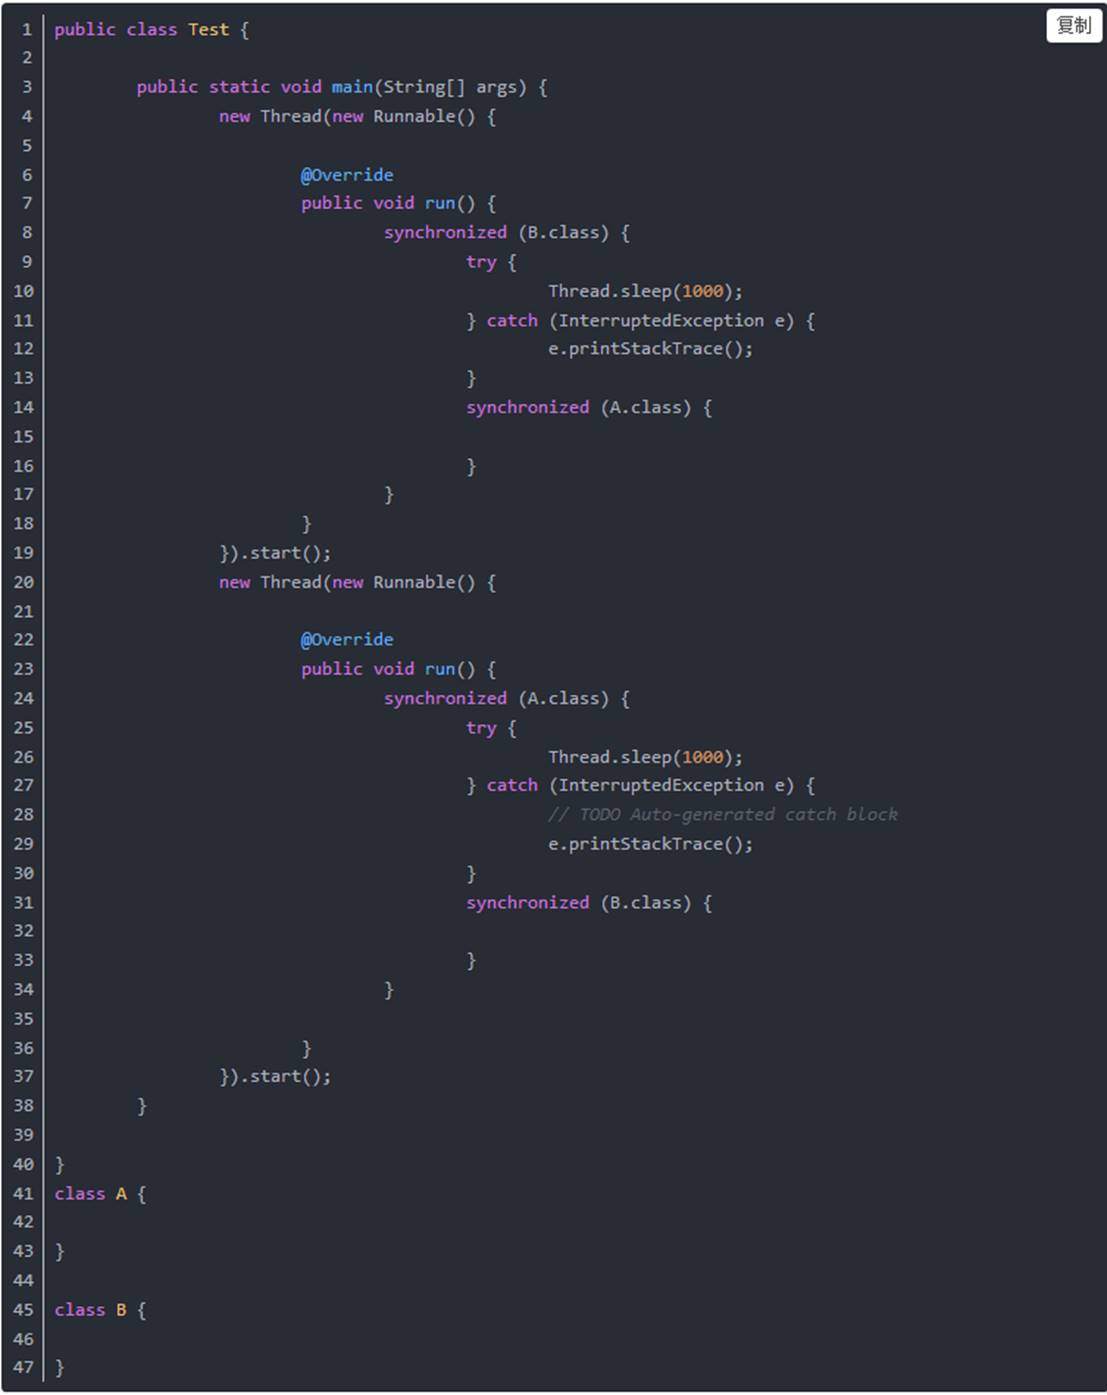 复制
1 public class Test {
2
3 public static void main(String[] args) {
4 new Thread(new Runnable() {
5
6 @Override
7 public void run() {
8 synchronized (B.class) {
9 try {
10 Thread.sleep(1000);
11 } catch (InterruptedException e) {
12 e.printStackTrace();
13 }
14 synchronized (A.class) {
15
16 }
17 }
18 }
19 }).start();
20 new Thread(new Runnable() {
21
22 @Override
23 public void run() {
24 synchronized (A.class) {
25 try {
26 Thread.sleep(1000);
27 } catch (InterruptedException e) {
28 // TODO Auto-generated catch block
29 e.printStackTrace();
30 }
31 synchronized (B.class) {
32
33 }
34 }
35
36 }
37 }).start();
38 }
39
40 }
41 class A {
42
43 }
44
45 class B {
46
47 }